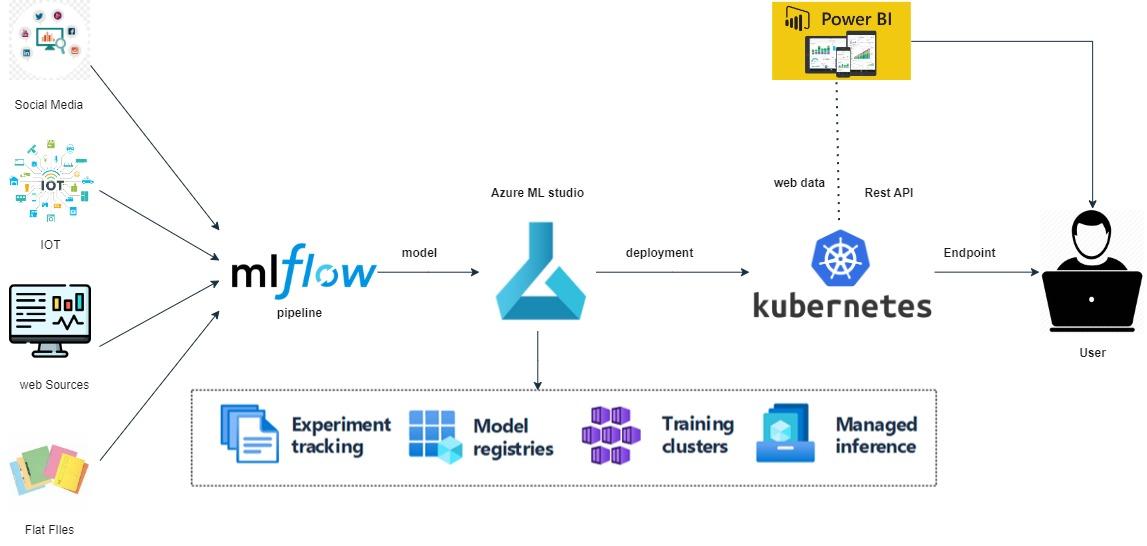 Social Media
IOT
IOT
web Sources
Flat FIles
mlflow
pipeline
model
Azure ML studio
deployment
Power BI
web data
Rest API
kubernetes
Endpoint
User
Experiment
tracking
Model
registries
Training
clusters
Managed
inference